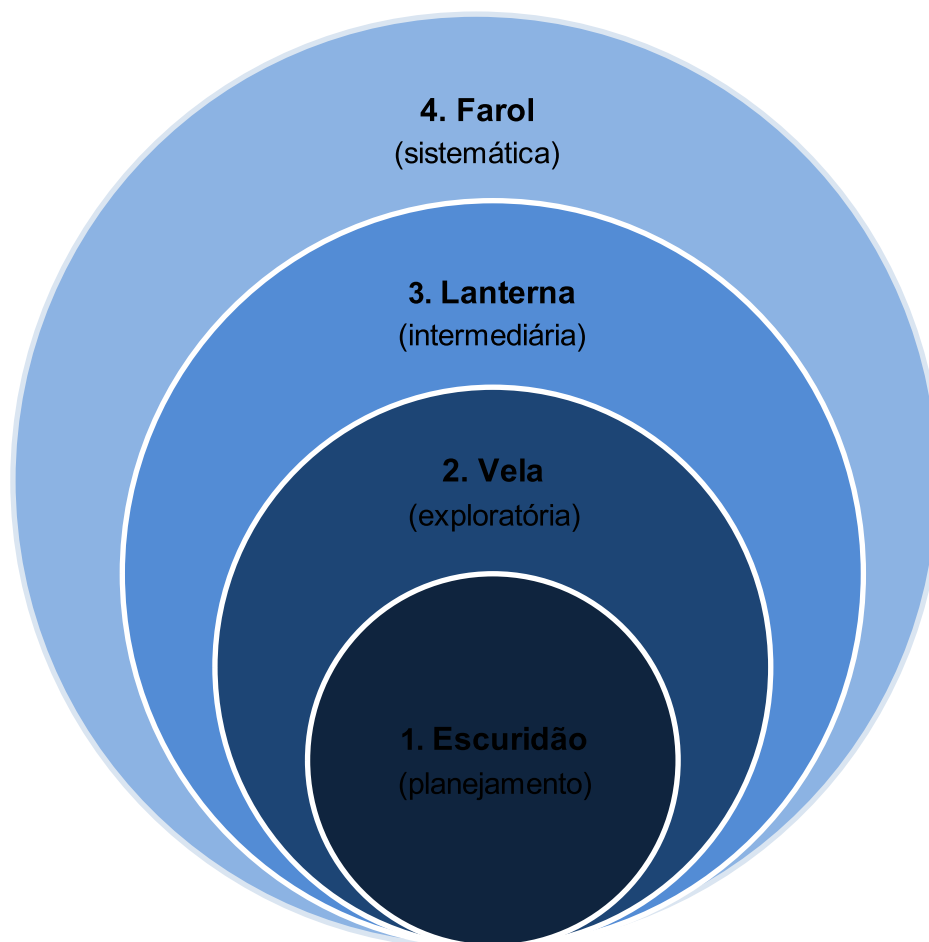 4. Farol
(sistemática)
3. Lanterna
(intermediária)
2. Vela
(exploratória)
1. Escuridão
(planejamento)